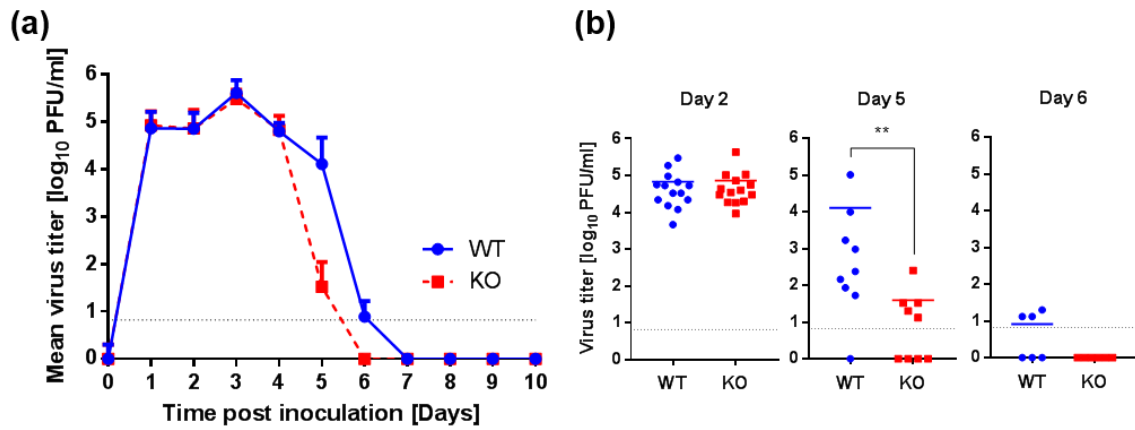 (a)
Mean virus titer [log10 PFU/ml]
6
5
4
3
2
1
0
0 1 2 3 4 5 6 7 8 9 10
Time post inoculation [Days]
WT
KO
(b)
Virus titer [log10 PFU/ml]
Day 2
6
5
4
3
2
1
0
WT KO
Day 5
6
5
4
3
2
1
0
**
WT KO
Day 6
6
5
4
3
2
1
0
WT KO